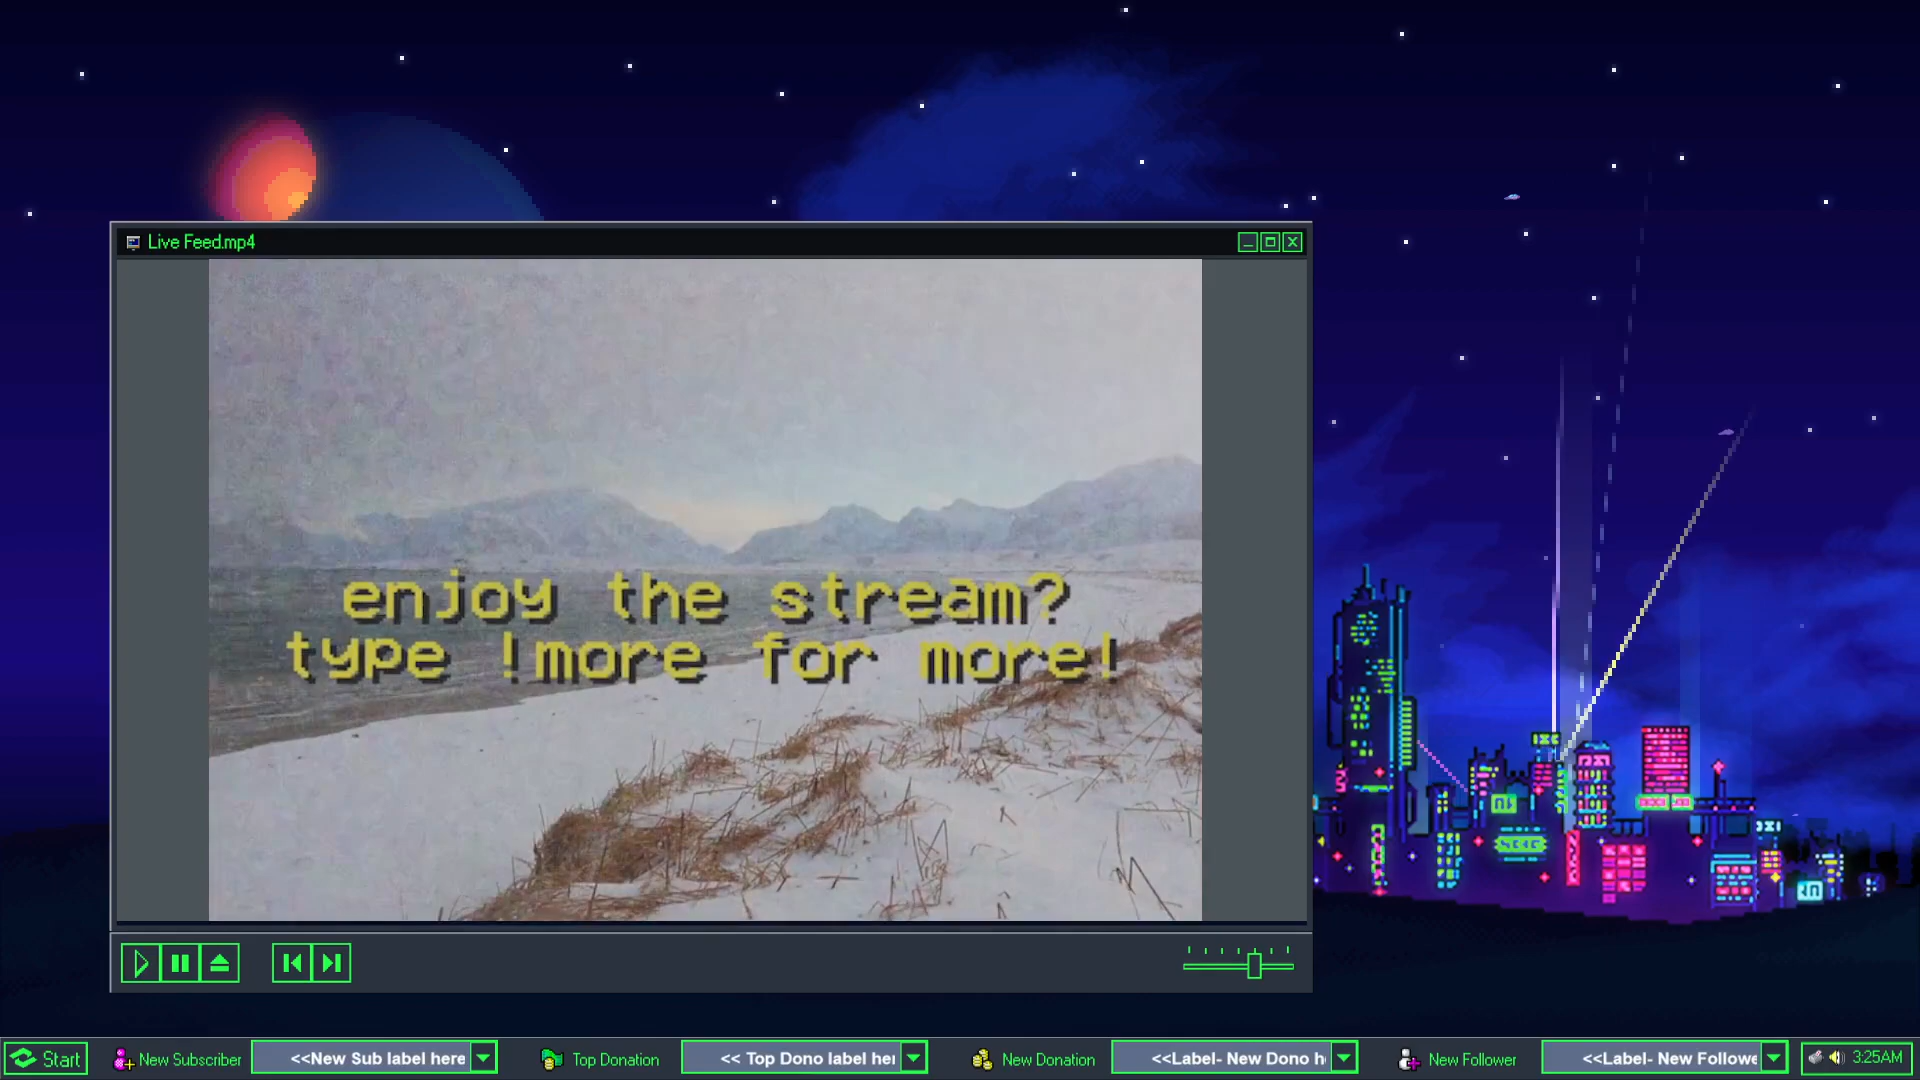 Live Feed.mp4
enjoy the stream?
type !more for more!
Start
New Subscriber
<<New Sub label here
Top Donation
<< Top Dono label her
New Donation
<<Label- New Dono h
New Follower
<<Label- New Followe
3:25AM